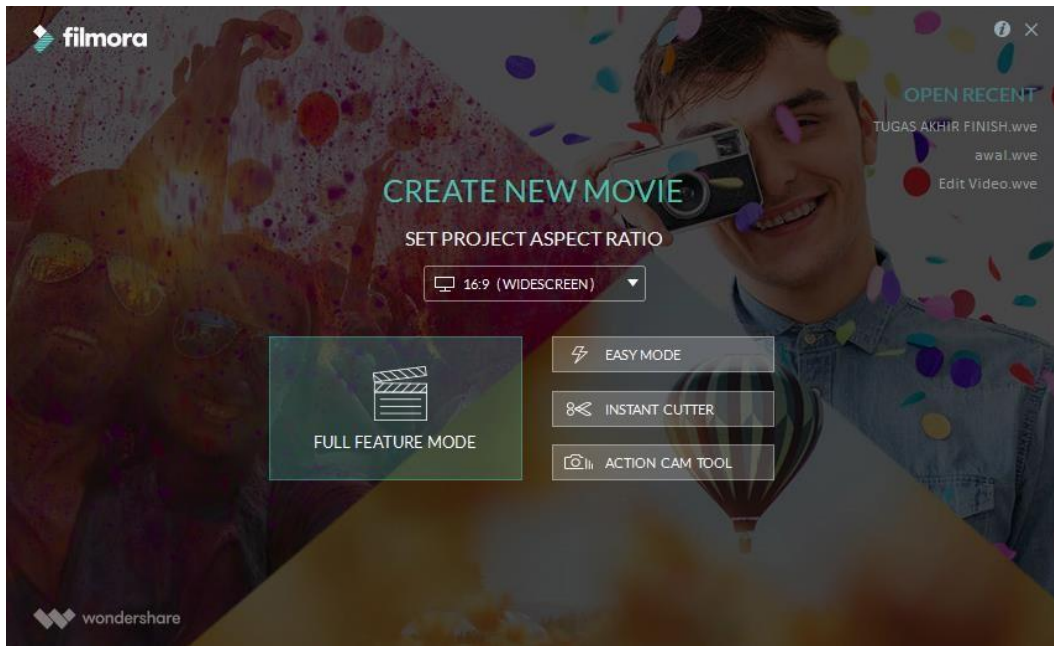 filmora
OPEN RECENT
TUGAS AKHIR FINISH.wve
awal.wve
Edit Video.wve
CREATE NEW MOVIE
SET PROJECT ASPECT RATIO
16:9 (WIDESCREEN)
FULL FEATURE MODE
EASY MODE
INSTANT CUTTER
ACTION CAM TOOL
wondershare